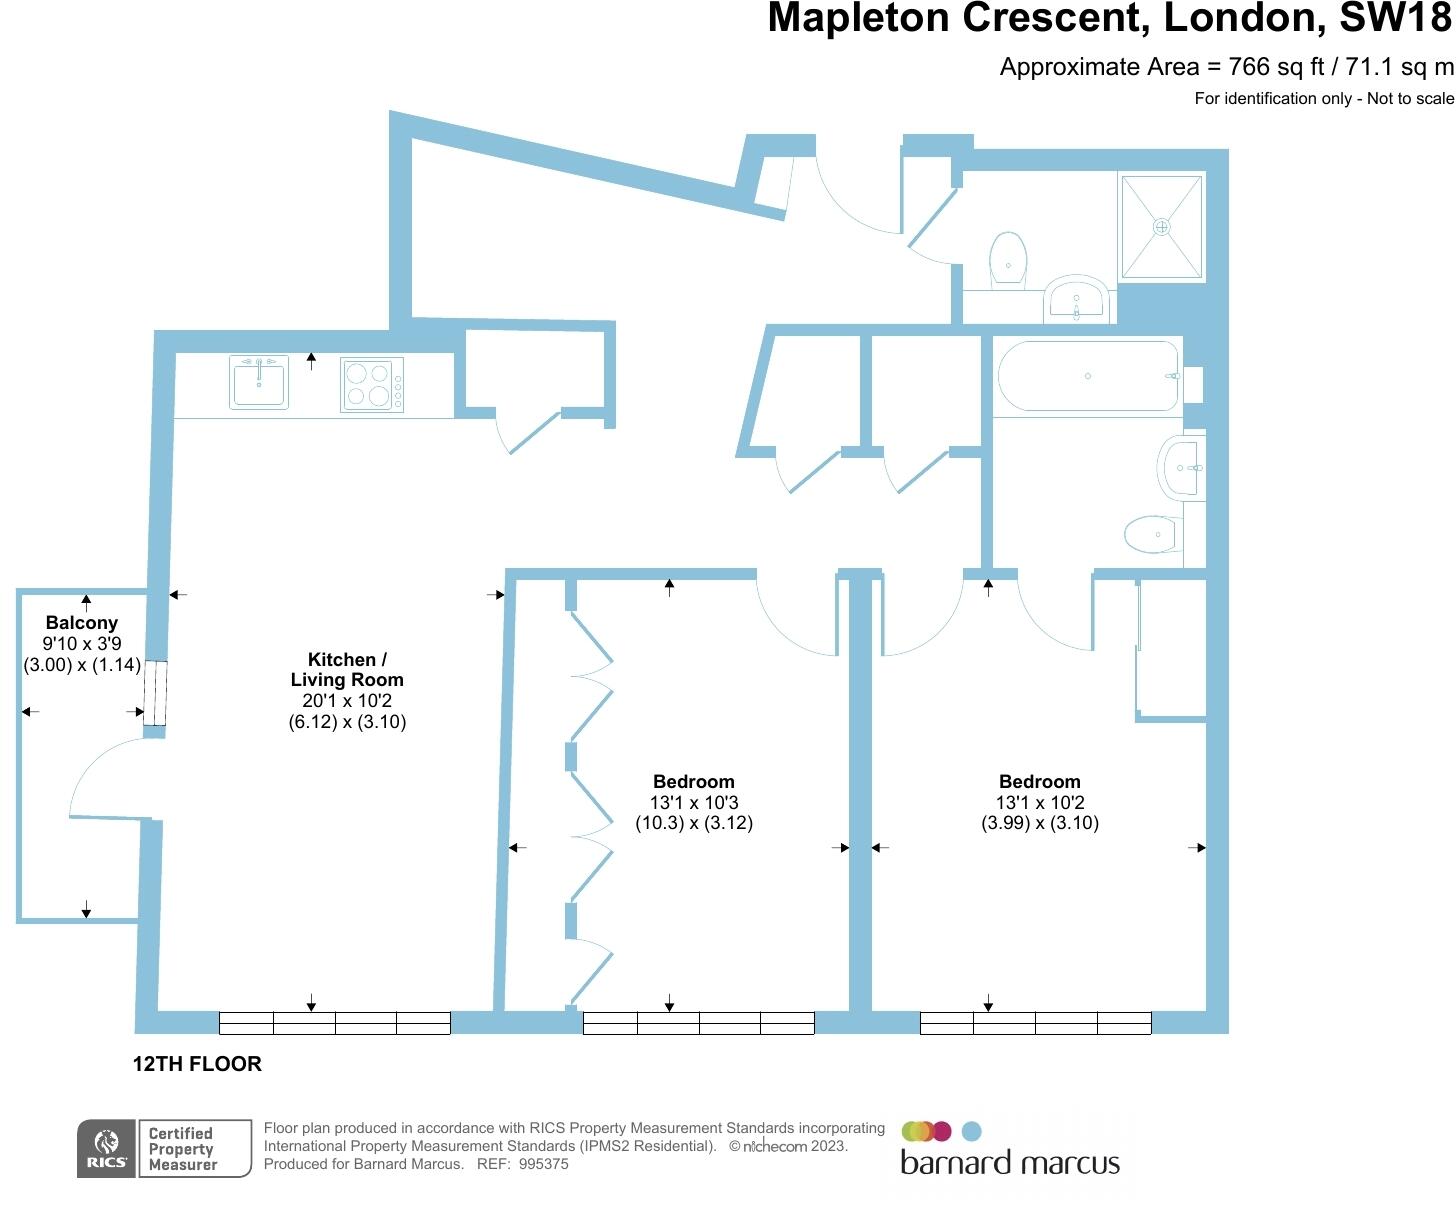 Mapleton Crescent, London, SW18
Approximate Area = 766 sq ft / 71.1 sq m
For identification only - Not to scale
Balcony
9'10 x 3'9
(3.00) x (1.14)
Kitchen /
Living Room
20'1 x 10'2
(6.12) x (3.10)
Bedroom
13'1 x 10'3
(10.3) x (3.12)
Bedroom
13'1 x 10'2
(3.99) x (3.10)
12TH FLOOR
RICS
Certified
Property
Measurer
Floor plan produced in accordance with RICS Property Measurement Standards incorporating
International Property Measurement Standards (IPMS2 Residential). © nichecom 2023.
Produced for Barnard Marcus. REF: 995375
barnard marcus